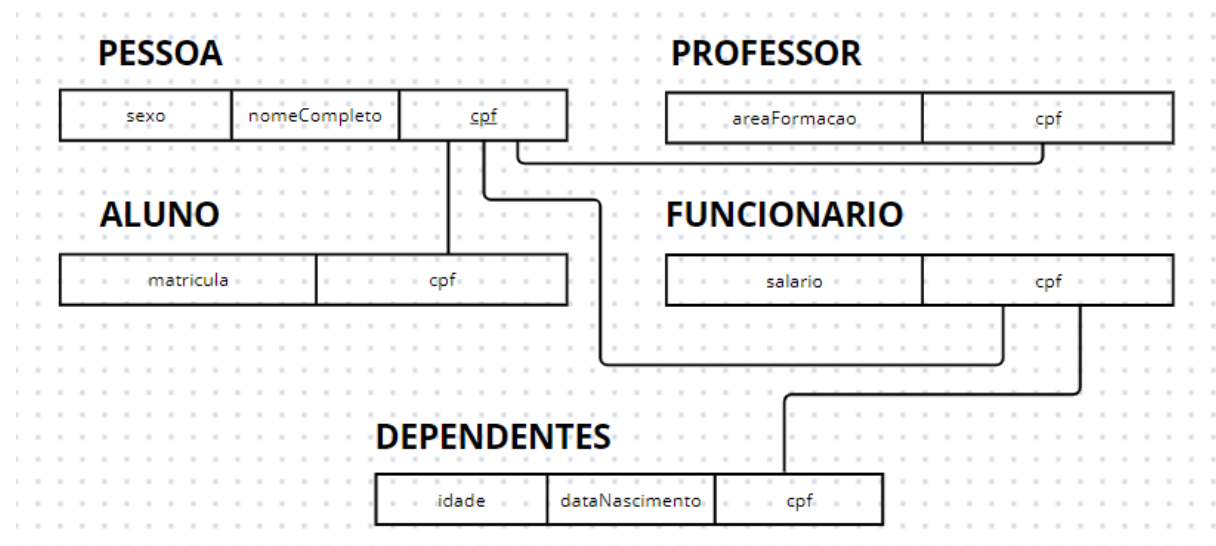 PESSOA
sexo nomeCompleto cpf
PROFESSOR
areaFormacao cpf
ALUNO
matricula cpf
FUNCIONARIO
salario cpf
DEPENDENTES
idade dataNascimento cpf